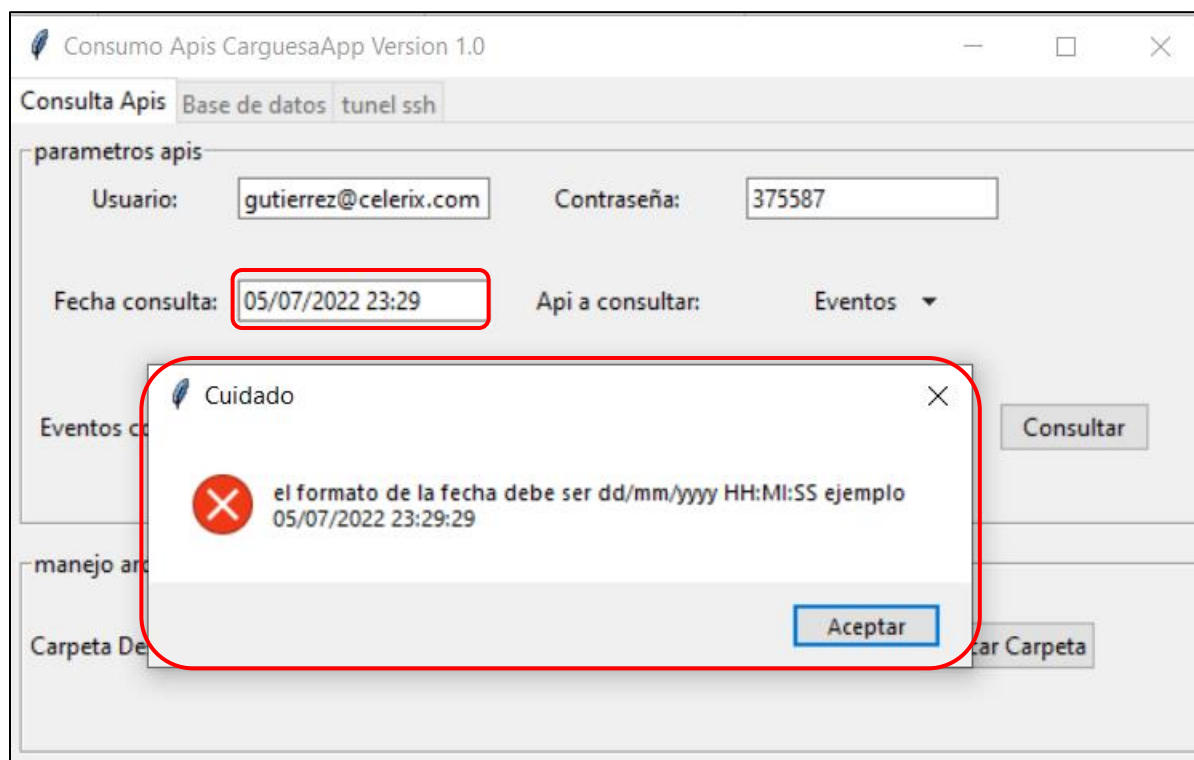 Consumo Apis CarguesaApp Version 1.0
Consulta Apis Base de datos tunel ssh
parametros apis
Usuario: gutierrez@celerix.com Contraseña: 375587
Fecha consulta: 05/07/2022 23:29 Api a consultar: Eventos
Cuidado
Eventos Consultar
el formato de la fecha debe ser dd/mm/yyyy HH:MI:SS ejemplo
05/07/2022 23:29:29
manejo
Aceptar
Carpeta Carpeta